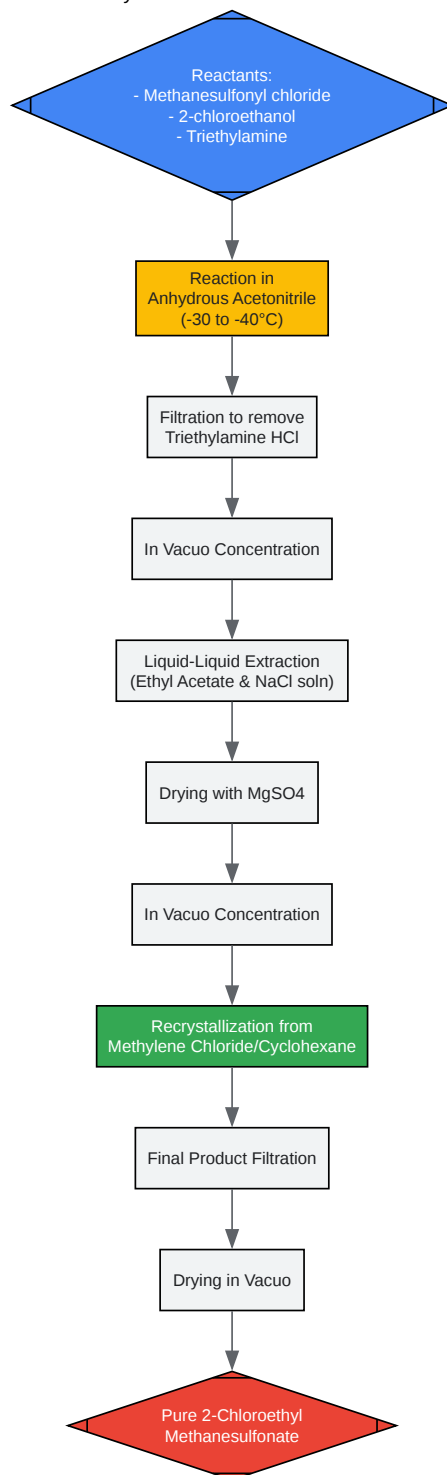 Reactants:
- Methanesulfonyl chloride
- 2-chloroethanol
- Triethylamine
Reaction in
Anhydrous Acetonitrile
(-30 to -40°C)
Filtration to remove
Triethylamine HCl
In Vacuo Concentration
Liquid-Liquid Extraction
(Ethyl Acetate & NaCl soln)
Drying with MgSO4
In Vacuo Concentration
Recrystallization from
Methylene Chloride/Cyclohexane
Final Product Filtration
Drying in Vacuo
Pure 2-Chloroethyl
Methanesulfonate